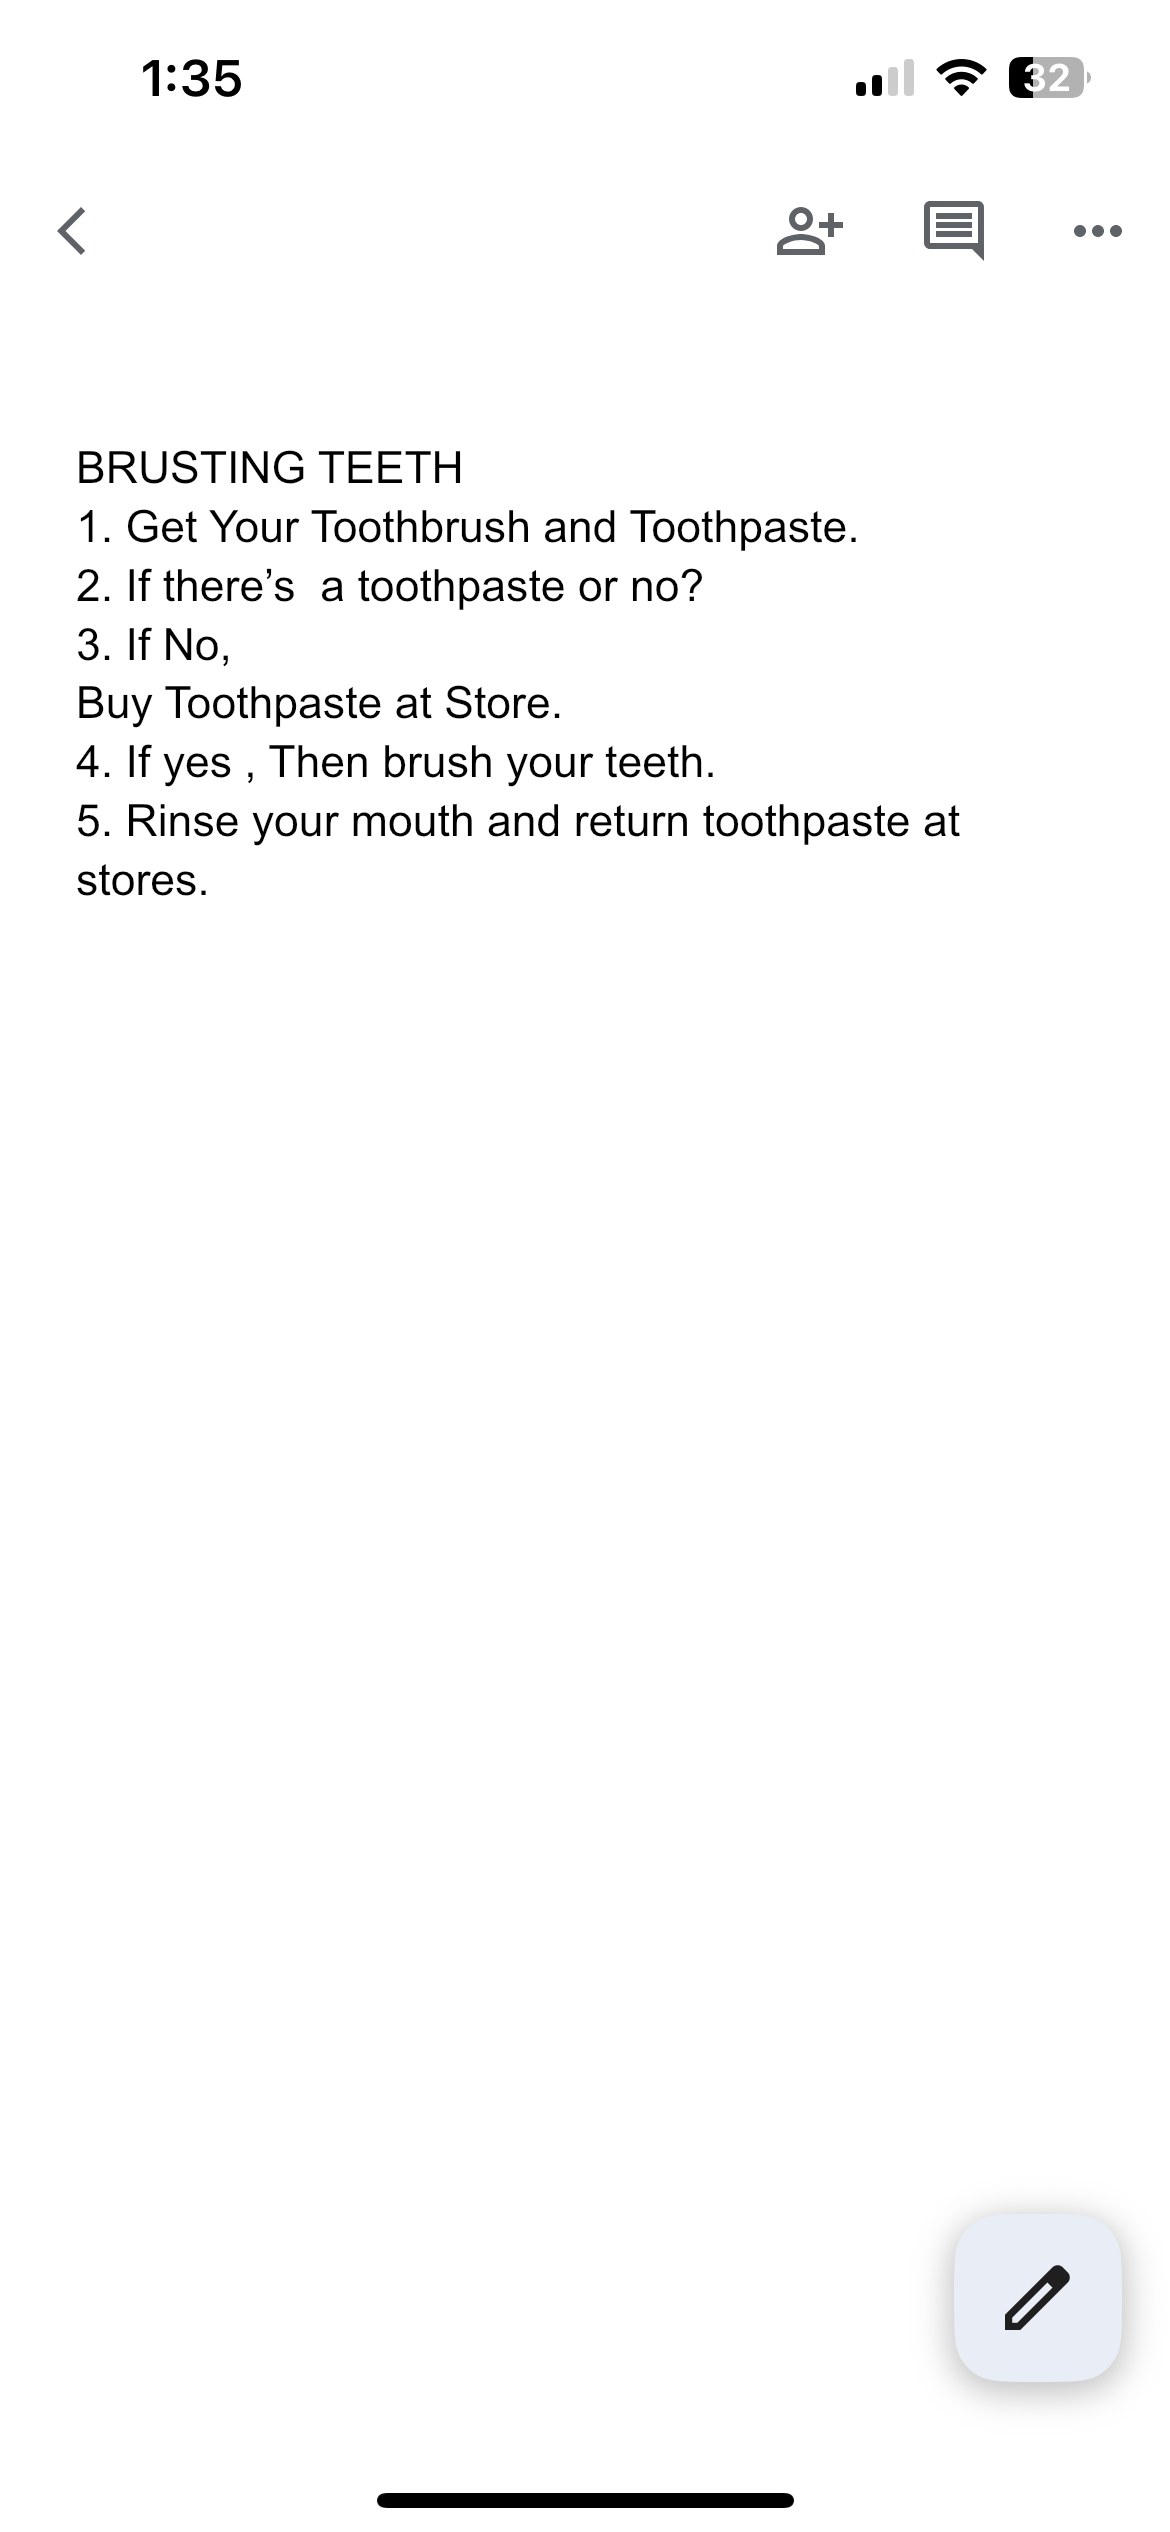 1:35
32
BRUSTING TEETH
1. Get Your Toothbrush and Toothpaste.
2. If there’s  a toothpaste or no?
3. If No,
Buy Toothpaste at Store.
4. If yes , Then brush your teeth.
5. Rinse your mouth and return toothpaste at
stores.